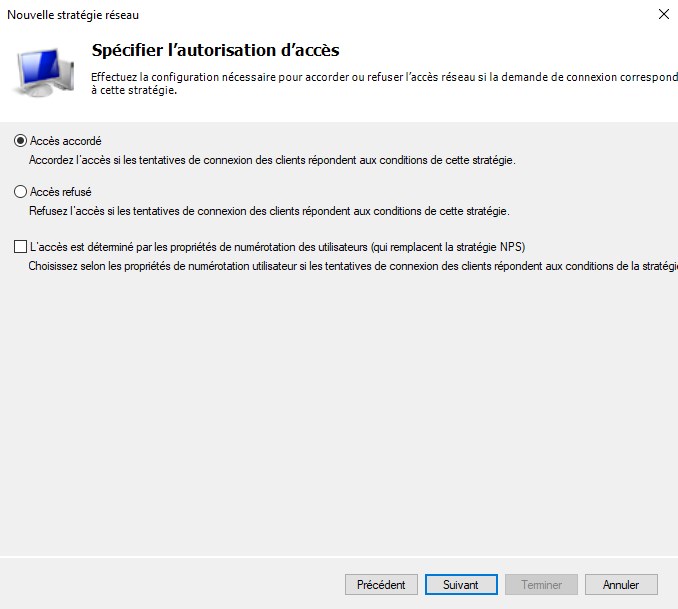 Nouvelle stratégie réseau
Spécifier l'autorisation d'accès
Effectuez la configuration nécessaire pour accorder ou refuser l'accès réseau si la demande de connexion correspond
à cette stratégie.
Accès accordé
Accordez l'accès si les tentatives de connexion des clients répondent aux conditions de cette stratégie.
Accès refusé
Refusez l'accès si les tentatives de connexion des clients répondent aux conditions de cette stratégie.
L'accès est déterminé par les propriétés de numérotation des utilisateurs (qui remplacent la stratégie NPS)
Choisissez selon les propriétés de numérotation utilisateur si les tentatives de connexion des clients répondent aux conditions de la stratégi
Précédent
Suivant
Terminer
Annuler